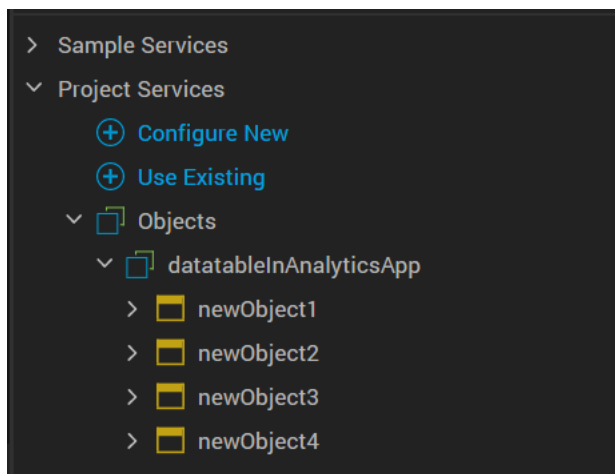 Sample Services
Project Services
Configure New
Use Existing
Objects
datatableInAnalyticsApp
newObject1
newObject2
newObject3
newObject4